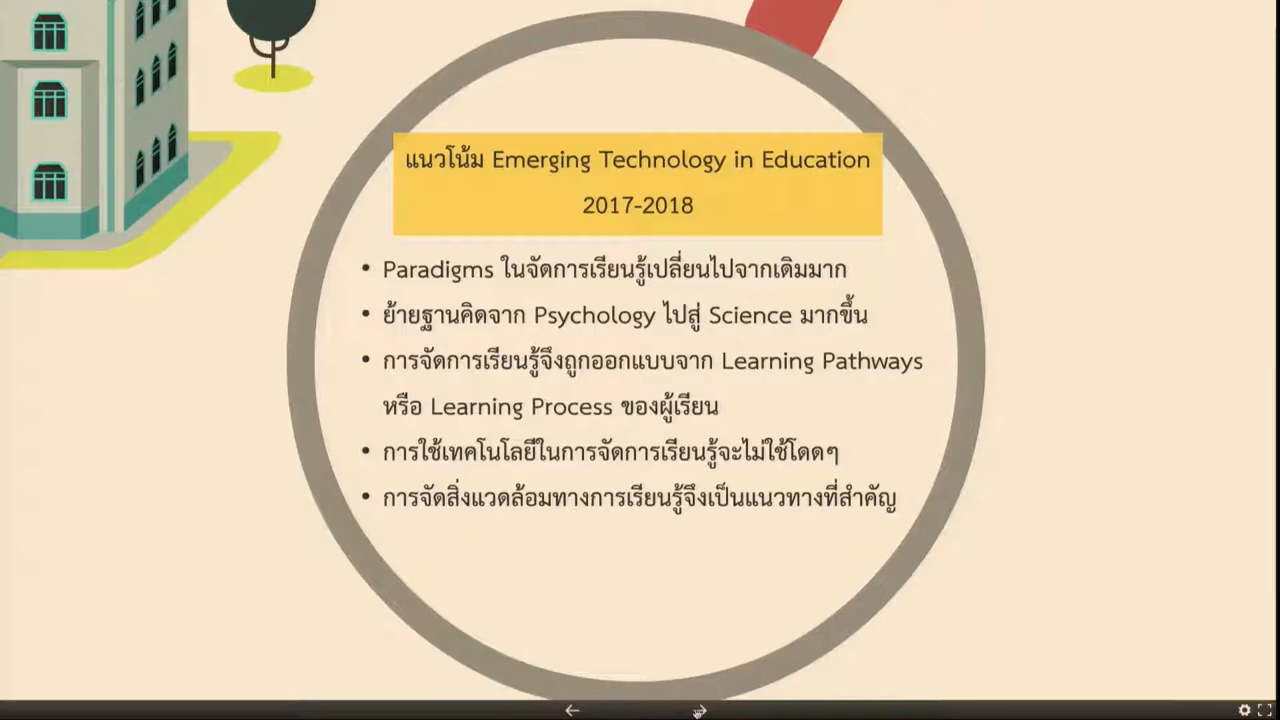 แนวโน้ม Emerging Technology in Education
2017-2018
• Paradigms ในจัดการเรียนรู้เปลี่ยนไปจากเดิมมาก
• ย้ายฐานคิดจาก Psychology ไปสู่ Science มากขึ้น
• การจัดการเรียนรู้จึงถูกออกแบบจาก Learning Pathways
หรือ Learning Process ของผู้เรียน
• การใช้เทคโนโลยีในการจัดการเรียนรู้จะไม่ใช้โดดๆ
• การจัดสิ่งแวดล้อมทางการเรียนรู้จึงเป็นแนวทางที่สำคัญ